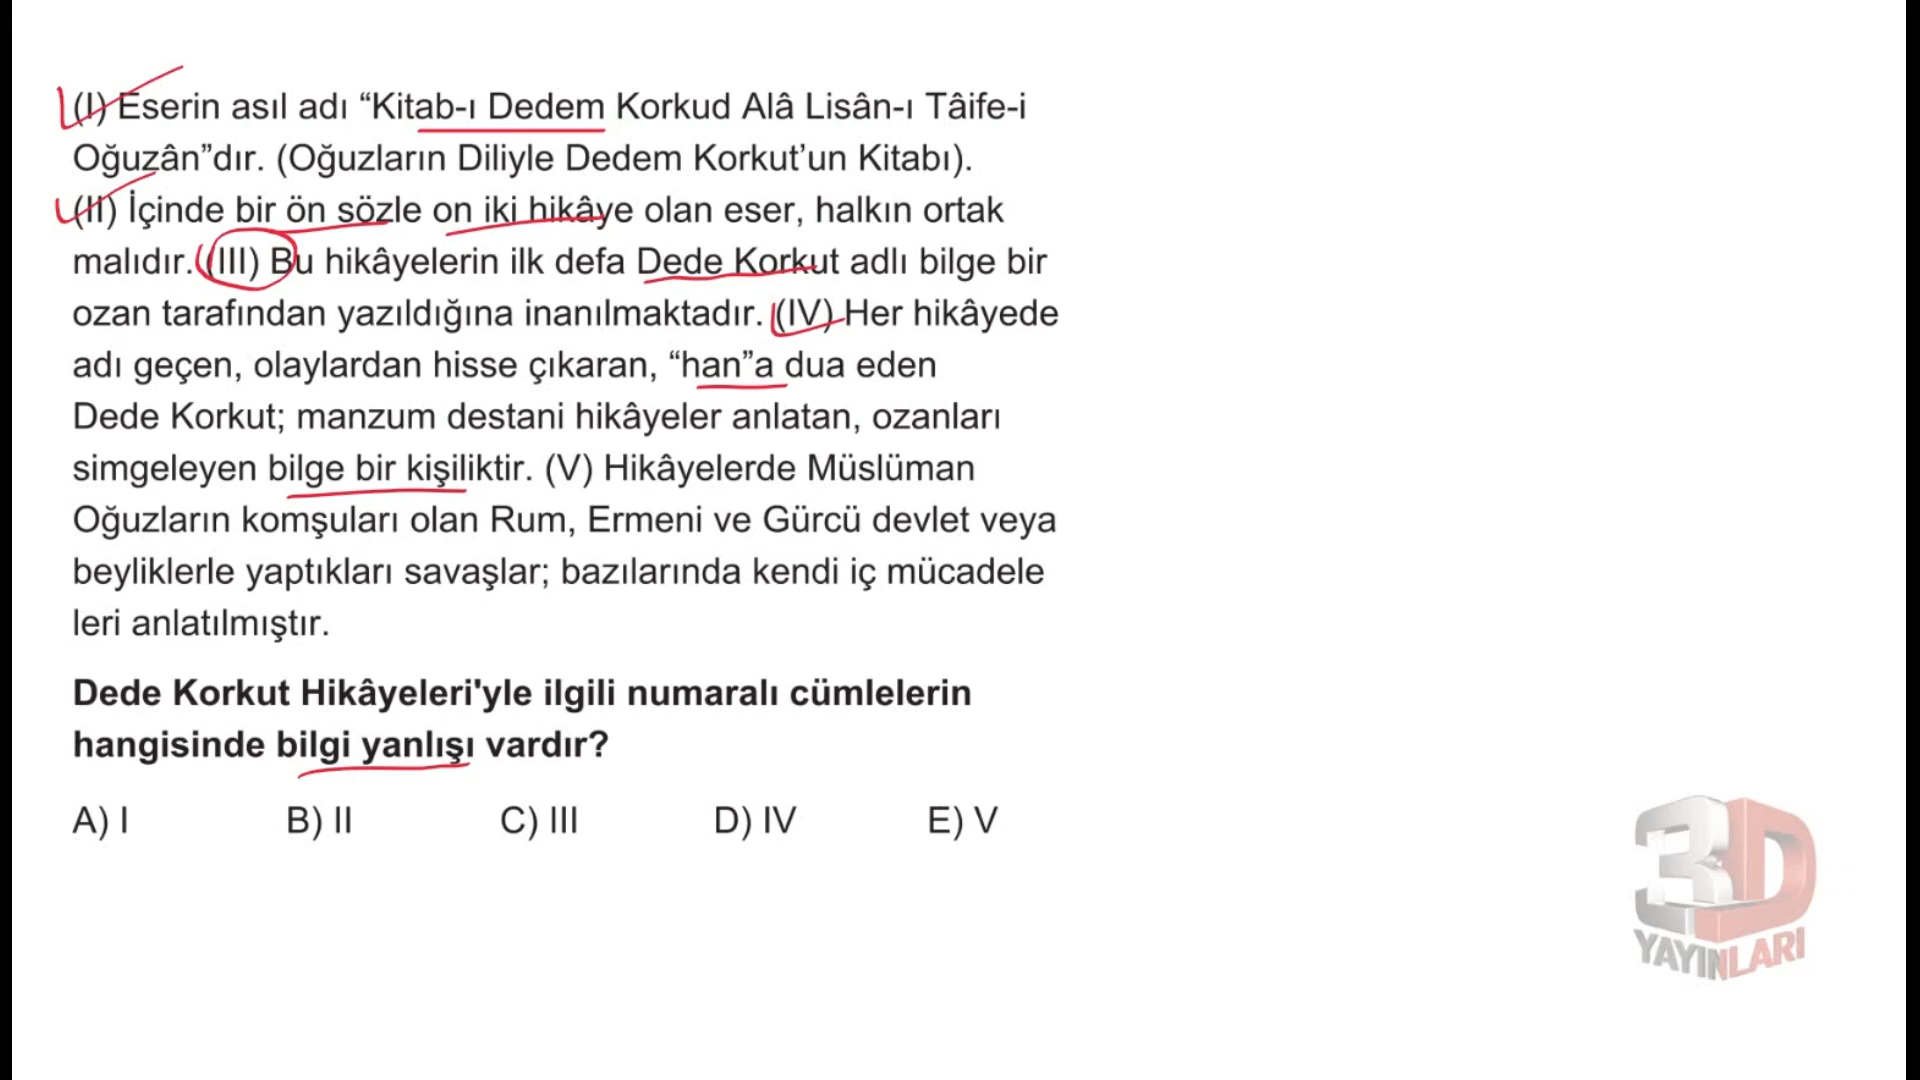 (I) Eserin asıl adı “Kitab-ı Dedem Korkud Alâ Lisân-ı Tâife-i
Oğuzân”dır. (Oğuzların Diliyle Dedem Korkut’un Kitabı).
(II) İçinde bir ön sözle on iki hikâye olan eser, halkın ortak
malıdır. (III) Bu hikâyelerin ilk defa Dede Korkut adlı bilge bir
ozan tarafından yazıldığına inanılmaktadır. (IV) Her hikâyede
adı geçen, olaylardan hisse çıkaran, “han”a dua eden
Dede Korkut; manzum destani hikâyeler anlatan, ozanları
simgeleyen bilge bir kişiliktir. (V) Hikâyelerde Müslüman
Oğuzların komşuları olan Rum, Ermeni ve Gürcü devlet veya
beyliklerle yaptıkları savaşlar; bazılarında kendi iç mücadele
leri anlatılmıştır.
Dede Korkut Hikâyeleri'yle ilgili numaralı cümlelerin
hangisinde bilgi yanlışı vardır?
A) I B) II C) III D) IV E) V
3D
YAYINLARI